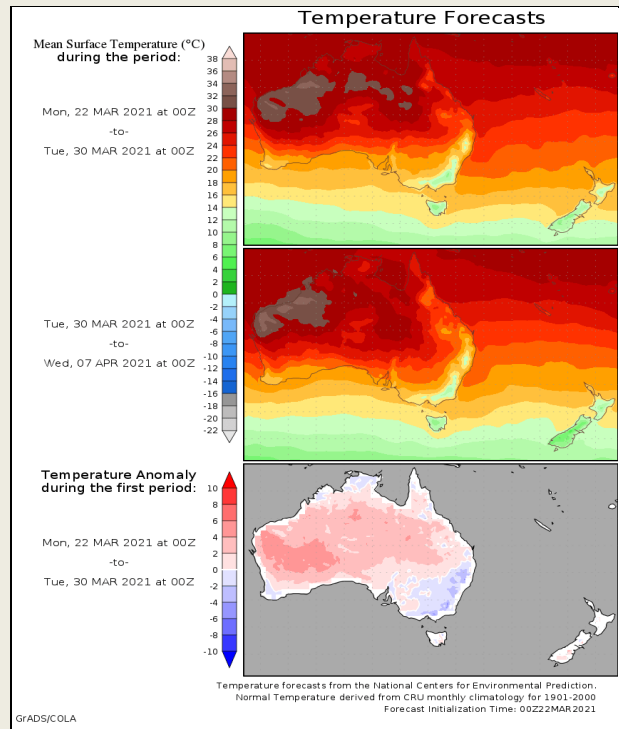 Temperature Forecasts
Mean Surface Temperature (°C)
during the period:
Mon, 22 MAR 2021 at 00Z
-to-
Tue, 30 MAR 2021 at 00Z
38
36
34
32
30
28
26
24
22
20
18
16
14
12
10
8
6
4
2
0
-2
-4
-6
-8
-10
-12
-14
-16
-18
-20
-22
Tue, 30 MAR 2021 at 00Z
-to-
Wed, 07 APR 2021 at 00Z
Temperature Anomaly
during the first period:
Mon, 22 MAR 2021 at 00Z
-to-
Tue, 30 MAR 2021 at 00Z
10
8
6
4
2
0
-2
-4
-6
-8
-10
Temperature forecasts from the National Centers for Environmental Prediction.
Normal Temperature derived from CRU monthly climatology for 1901-2000
Forecast Initialization Time: 00Z22MAR2021
GrADS/COLA